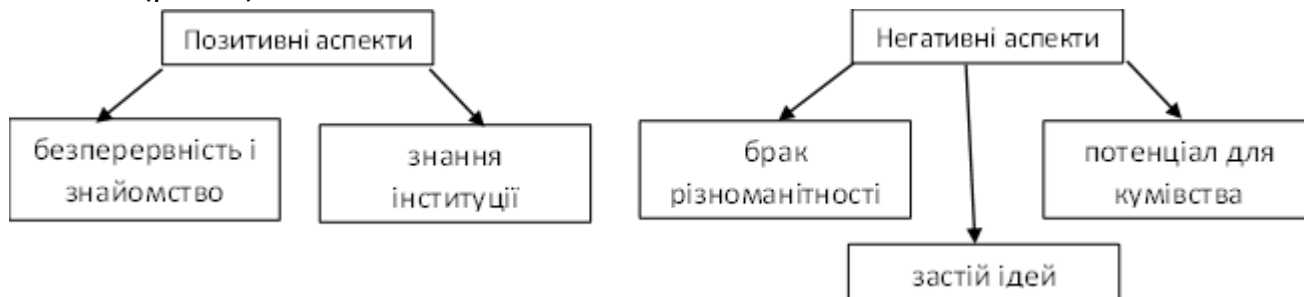 Позитивні аспекти
безперервність і
знайомство
знання
інституції
Негативні аспекти
брак
різноманітності
потенціал для
кумівства
застій ідей